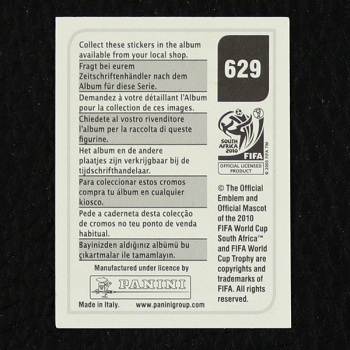 Collect these stickers in the album
available from your local shop.
Fragt bei eurem
Zeitschriftenhändler nach dem
Album für diese Serie.
Demandez à votre détaillant l'Album
pour la collection de ces images.
Chiedete al vostro rivenditore
l'album per la raccolta di queste
figurine.
Het album en de andere
plaatjes zijn verkrijgbaar bij de
tijdschrifthandelaar.
Para coleccionar estos cromos
compra tu álbum en cualquier
kiosco.
Pede a caderneta desta colecção
de cromos no teu ponto de venda
habitual.
Bayinizden aldığınız albümü bu
çıkartmalar ile tamamlayın.
Manufactured under licence by
PANINI
Made in Italy. www.paninigroup.com
629
SOUTH AFRICA
2010
FIFA
© 2005 FIFA TM
OFFICIAL LICENSED
PRODUCT
© The Official
Emblem and
Official Mascot
of the 2010
FIFA World Cup
South Africa™ and
FIFA World Cup
Cup Trophy are
copyrights and
trademarks of
FIFA. All rights
reserved.